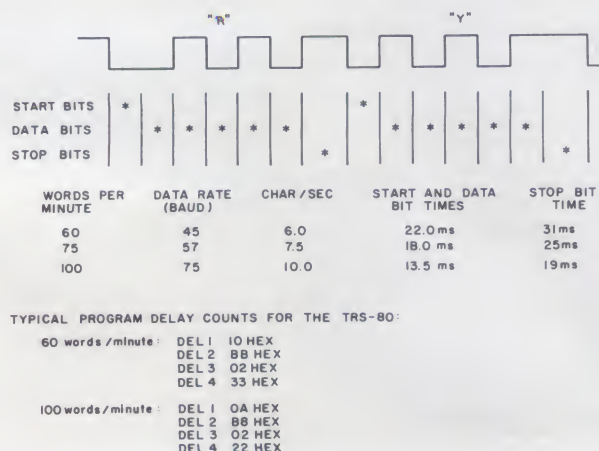 "R" "Y"
START BITS * *
DATA BITS * * * * * * * * * *
STOP BITS * *
WORDS PER MINUTE DATA RATE (BAUD) CHAR/SEC START AND DATA BIT TIMES STOP BIT TIME
60 45 6.0 22.0 ms 31ms
75 57 7.5 18.0 ms 25ms
100 75 10.0 13.5 ms 19ms
TYPICAL PROGRAM DELAY COUNTS FOR THE TRS-80:
60 words/minute: DEL 1 10 HEX
DEL 2 BB HEX
DEL 3 02 HEX
DEL 4 33 HEX
100 words/minute: DEL 1 0A HEX
DEL 2 B8 HEX
DEL 3 02 HEX
DEL 4 22 HEX